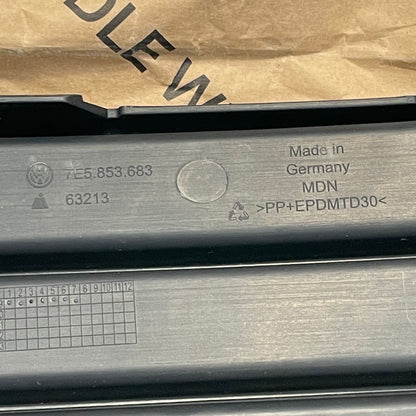 DLE W
7E5.853.683
63213
Made in
Germany
MDN
>PP+EPDMTD30<
1 2 3 4 5 6 7 8 9 10 11 12